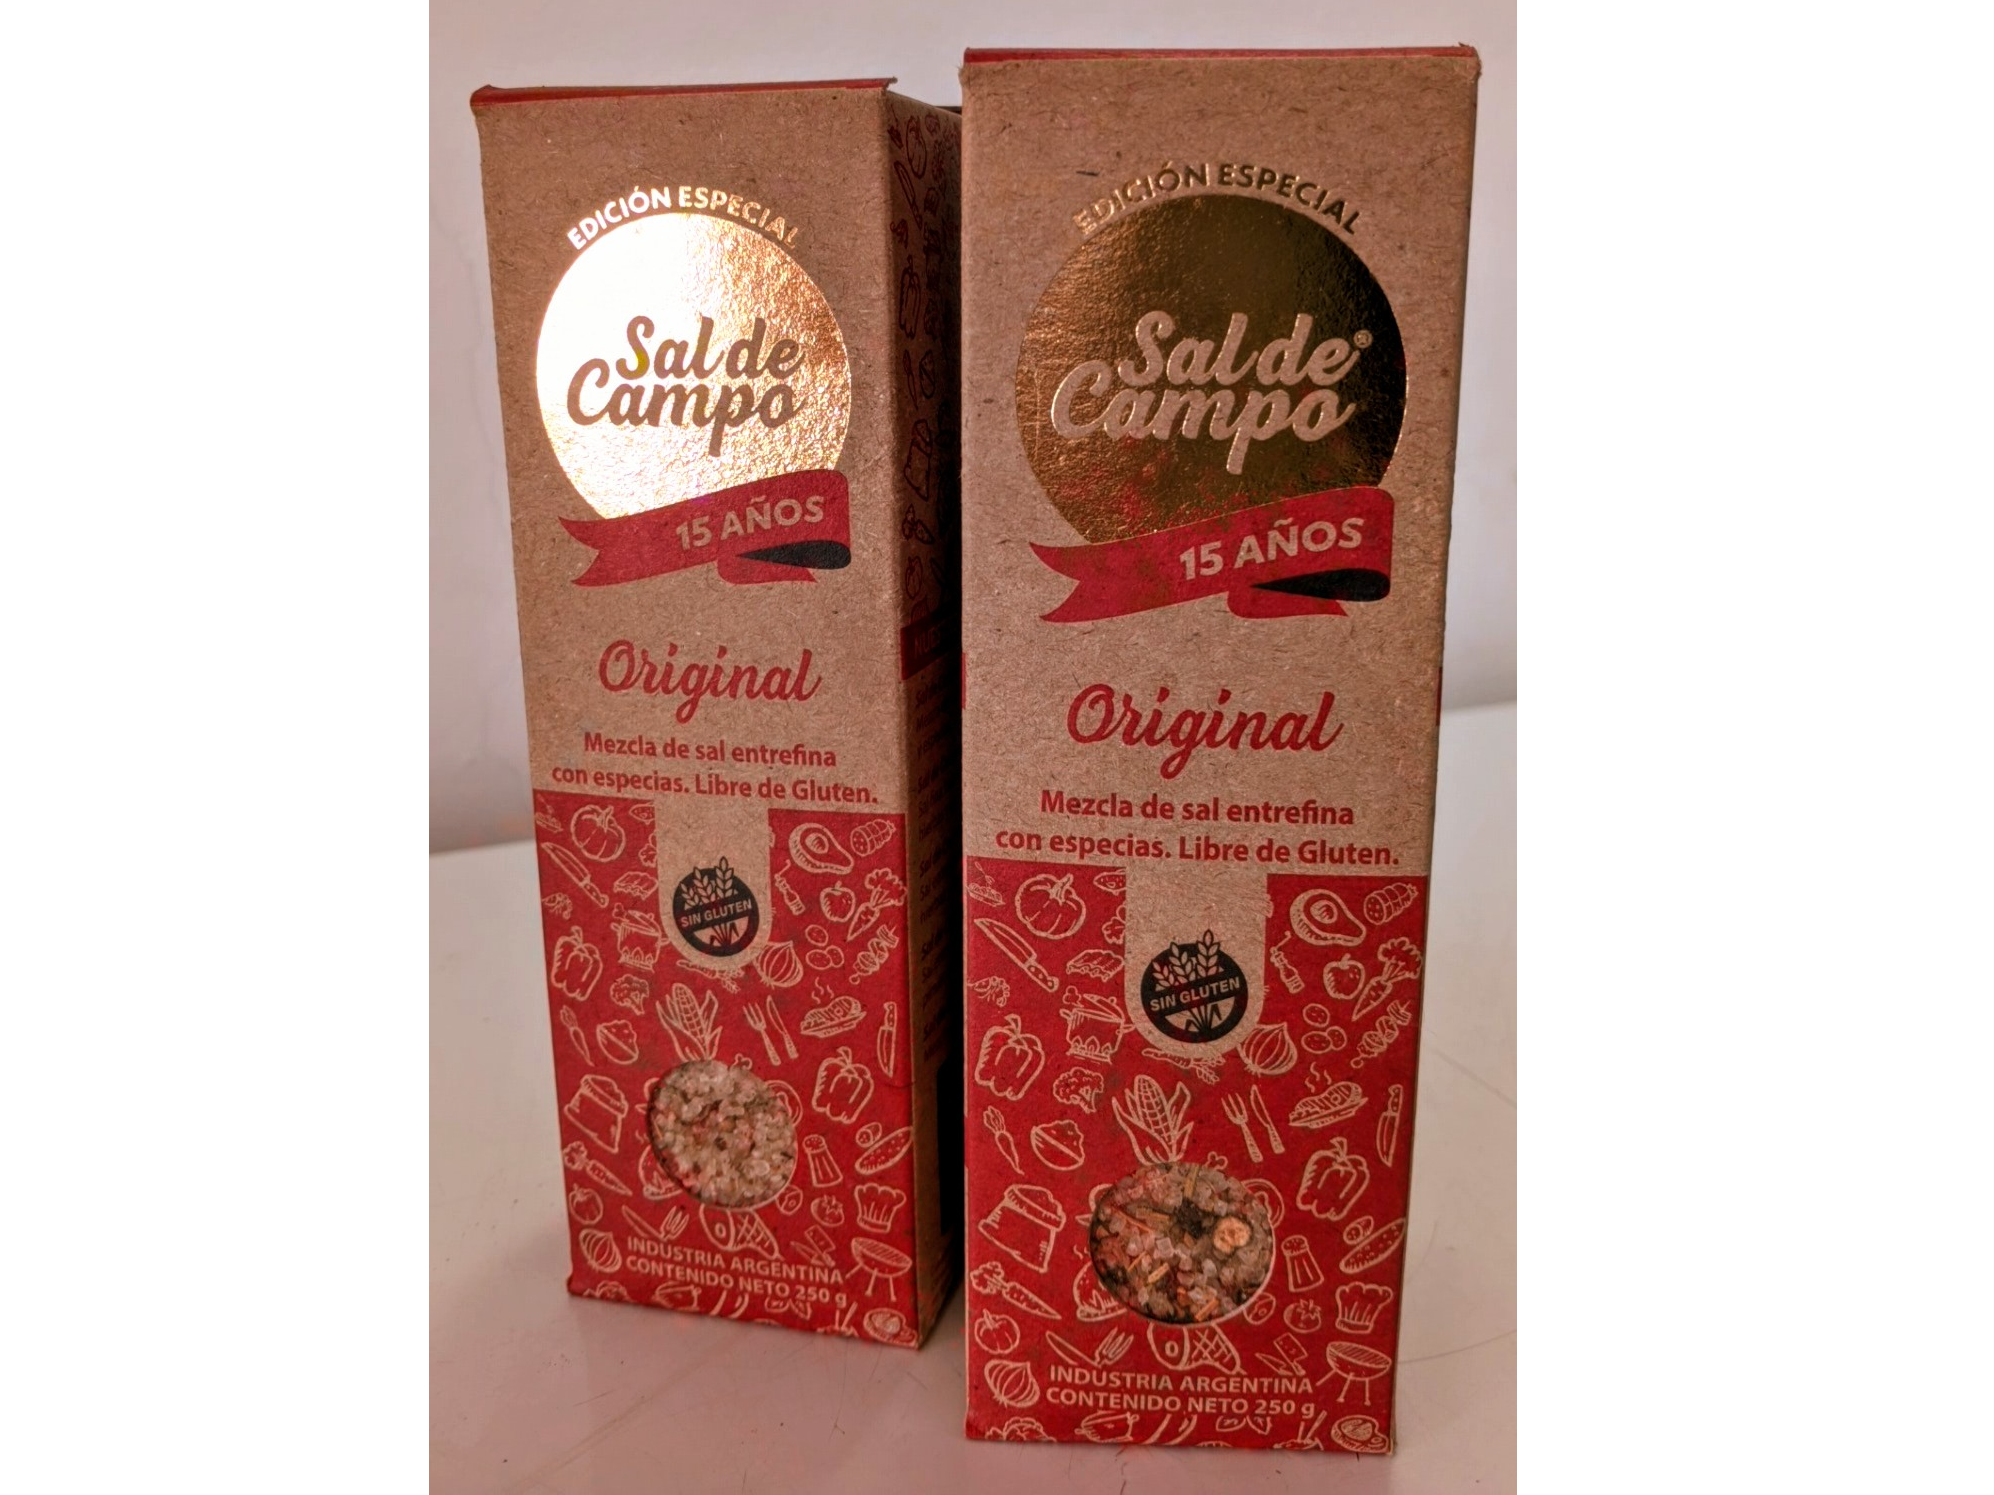 EDICIÓN ESPECIAL
Sal de
Campo
15 AÑOS
Original
Mezcla de sal entrefina
con especias. Libre de Gluten.
SIN GLUTEN
INDUSTRIA ARGENTINA
CONTENIDO NETO 250 g
EDICIÓN ESPECIAL
Sal de®
Campo
15 AÑOS
Original
Mezcla de sal entrefina
con especias. Libre de Gluten.
SIN GLUTEN
INDUSTRIA ARGENTINA
CONTENIDO NETO 250 g